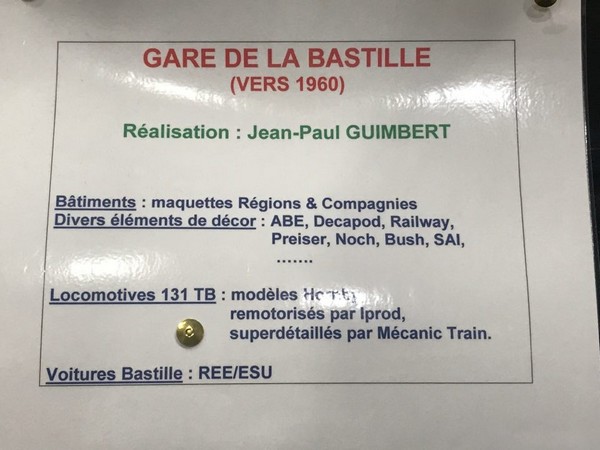 GARE DE LA BASTILLE
(VERS 1960)
Réalisation : Jean-Paul GUIMBERT
Bâtiments : maquettes Régions & Compagnies
Divers éléments de décor : ABE, Decapod, Railway,
Preiser, Noch, Bush, SAI,
.......
Locomotives 131 TB : modèles Hornby
remotorisés par Iprod,
superdétaillés par Mécanic Train.
Voitures Bastille : REE/ESU